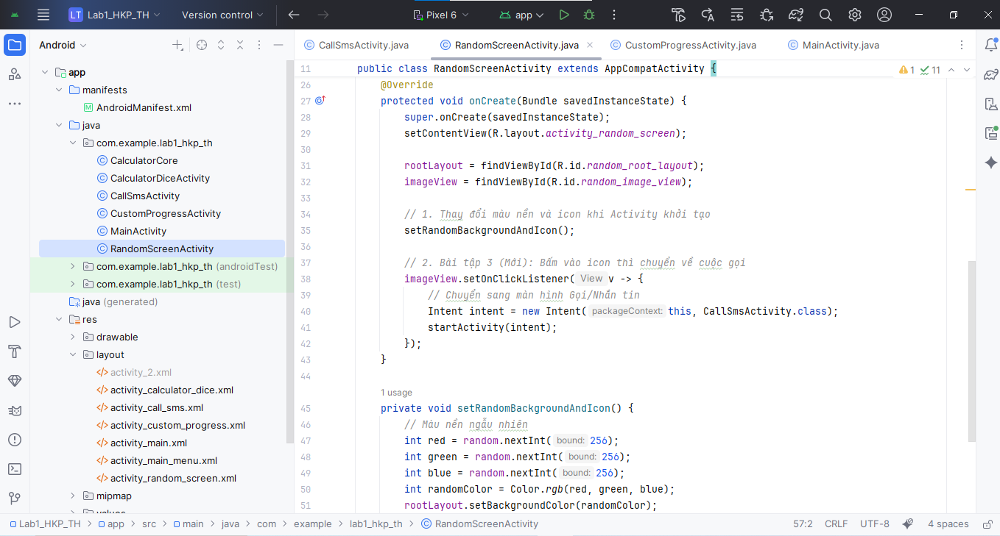 LT Lab1_HKP_TH Version control Pixel 6 app
Android
CallSmsActivity.java RandomScreenActivity.java CustomProgressActivity.java MainActivity.java
app
manifests
AndroidManifest.xml
java
com.example.lab1_hkp_th
CalculatorCore
CalculatorDiceActivity
CallSmsActivity
CustomProgressActivity
MainActivity
RandomScreenActivity
com.example.lab1_hkp_th (androidTest)
com.example.lab1_hkp_th (test)
java (generated)
res
drawable
layout
activity_2.xml
activity_calculator_dice.xml
activity_call_sms.xml
activity_custom_progress.xml
activity_main.xml
activity_main_menu.xml
activity_random_screen.xml
mipmap
values
11 public class RandomScreenActivity extends AppCompatActivity {
1 11
26 @Override
27 protected void onCreate(Bundle savedInstanceState) {
28 super.onCreate(savedInstanceState);
29 setContentView(R.layout.activity_random_screen);
30
31 rootLayout = findViewById(R.id.random_root_layout);
32 imageView = findViewById(R.id.random_image_view);
33
34 // 1. Thay đổi màu nền và icon khi Activity khởi tạo
35 setRandomBackgroundAndIcon();
36
37 // 2. Bài tập 3 (Mới): Bấm vào icon thì chuyển về cuộc gọi
38 imageView.setOnClickListener( View v -> {
39 // Chuyển sang màn hình Gọi/Nhắn tin
40 Intent intent = new Intent( packageContext: this, CallSmsActivity.class);
41 startActivity(intent);
42 });
43 }
44
1 usage
45 private void setRandomBackgroundAndIcon() {
46 // Màu nền ngẫu nhiên
47 int red = random.nextInt( bound: 256);
48 int green = random.nextInt( bound: 256);
49 int blue = random.nextInt( bound: 256);
50 int randomColor = Color.rgb(red, green, blue);
51 rootLayout.setBackgroundColor(randomColor);
Lab1_HKP_TH > app > src > main > java > com > example > lab1_hkp_th > RandomScreenActivity 57:2 CRLF UTF-8 4 spaces